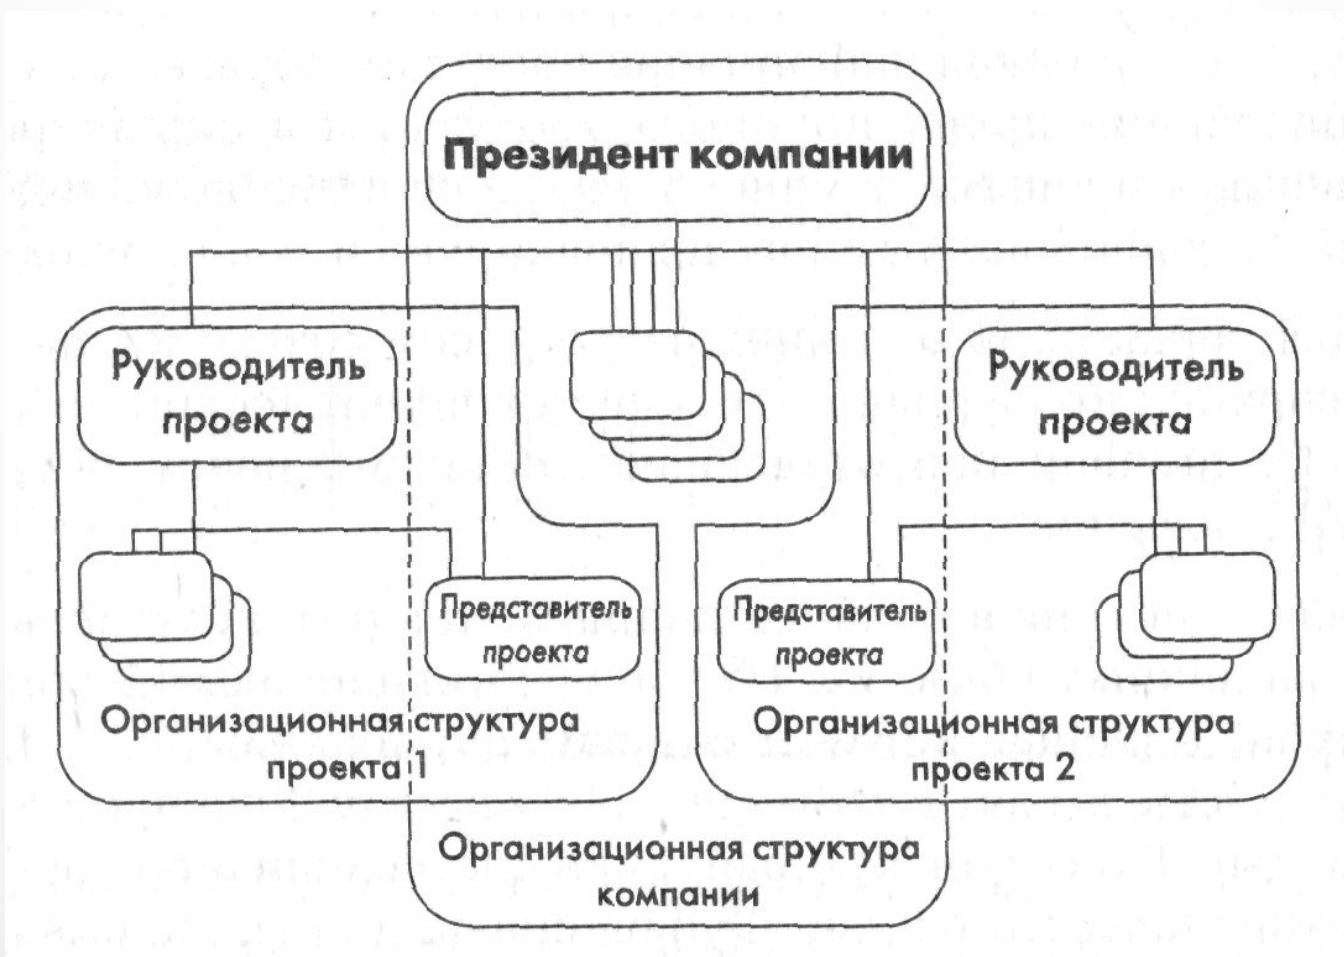 Президент компании
Руководитель
проекта
Руководитель
проекта
Представитель
проекта
Представитель
проекта
Организационная структура
проекта 1
Организационная структура
проекта 2
Организационная структура
компании